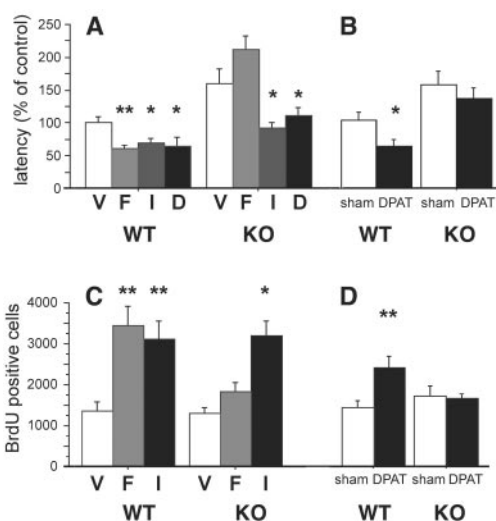 A
B
latency (% of control)
250
200
150
100
50
0
** * *
* *
*
V F I D V F I D
sham DPAT sham DPAT
WT KO WT KO
C
D
BrdU positive cells
4000
3000
2000
1000
0
** **
*
**
V F I V F I
sham DPAT sham DPAT
WT KO WT KO